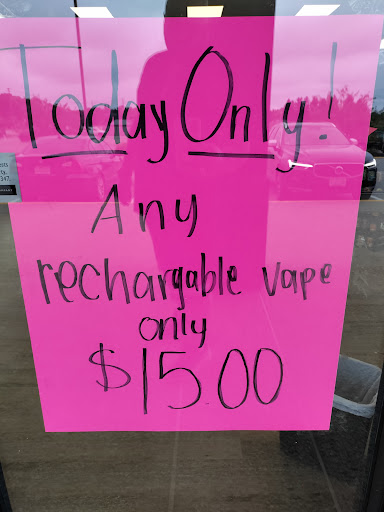 Today Only!
Any
rechargable vape
only
$15.00